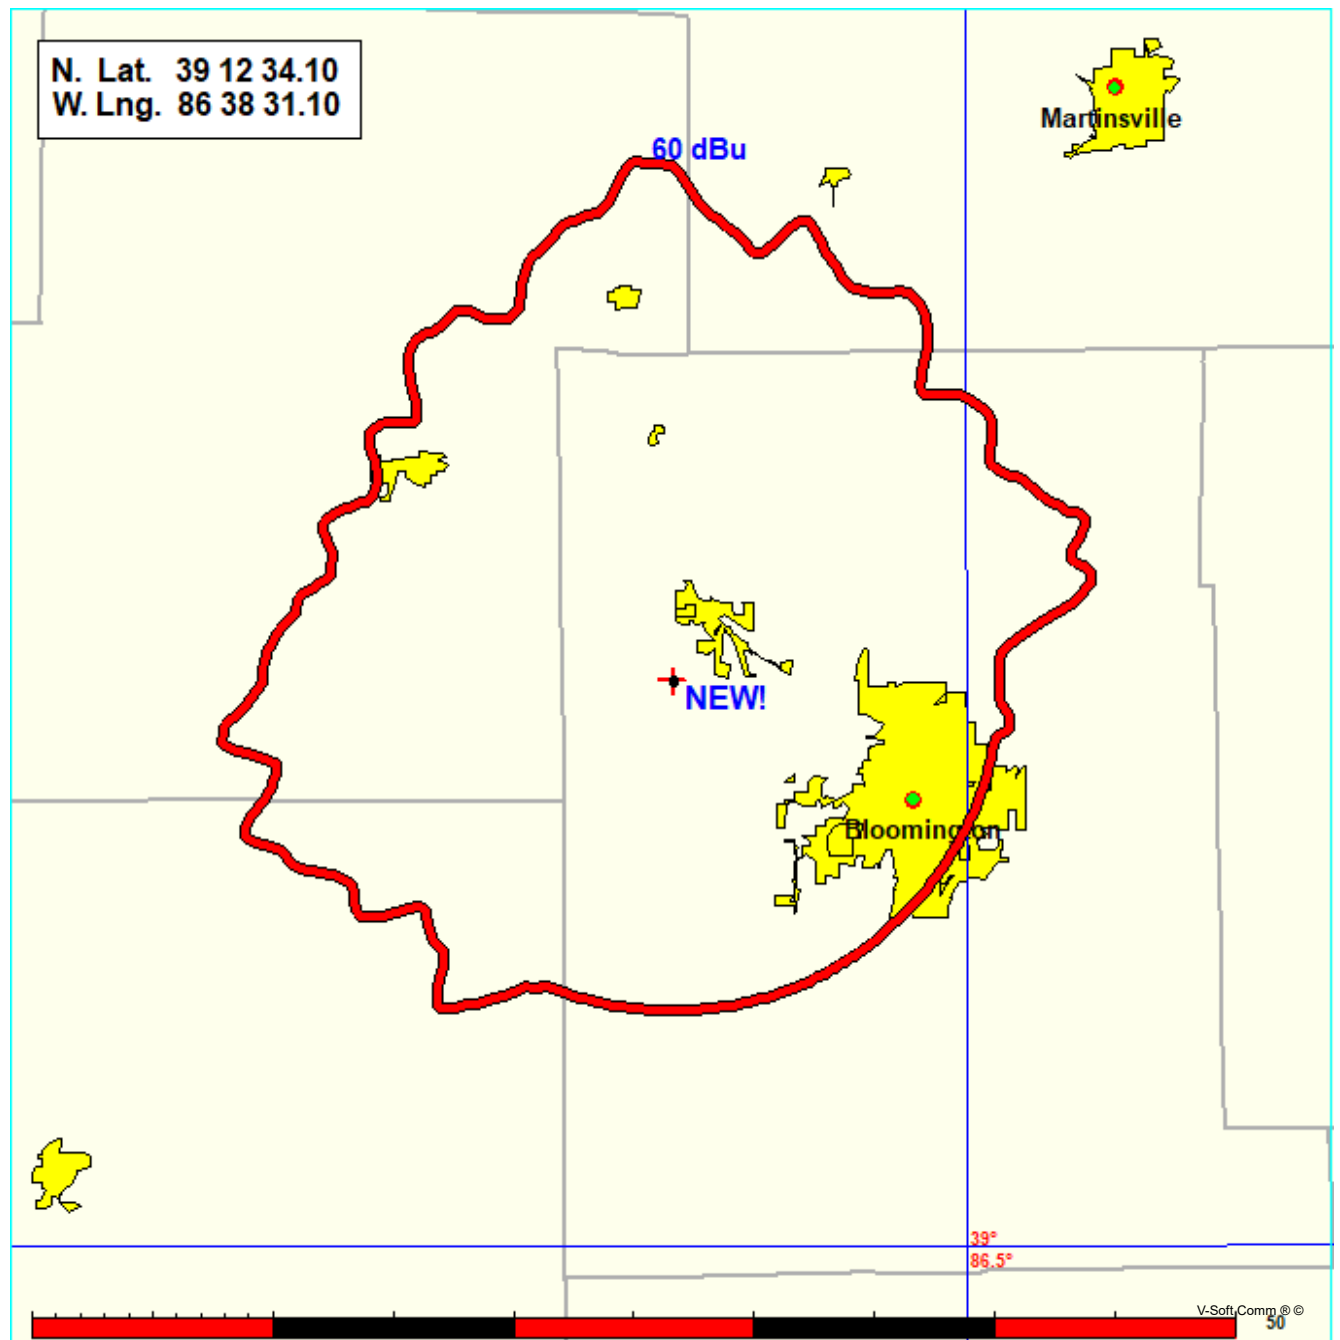 N. Lat. 39 12 34.10
W. Lng. 86 38 31.10
Martinsville
60 dBu
NEW!
Bloomington
39°
86.5°
V-Soft Comm ® ©
50